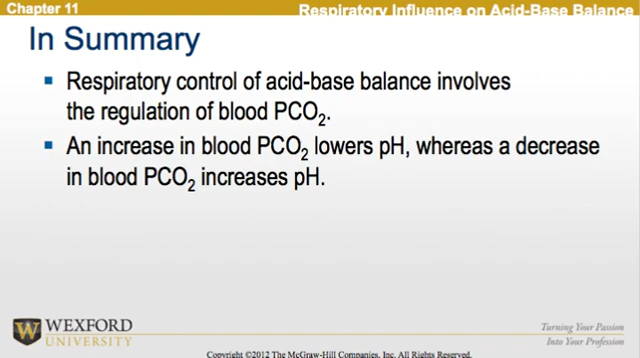 Chapter 11
Respiratory Influence on Acid-Base Balance
In Summary
▪ Respiratory control of acid-base balance involves
the regulation of blood PCO₂.
▪ An increase in blood PCO₂ lowers pH, whereas a decrease
in blood PCO₂ increases pH.
W
WEXFORD
UNIVERSITY
Turning Your Passion
Into Your Profession
Copyright ©2012 The McGraw-Hill Companies, Inc. All Rights Reserved.